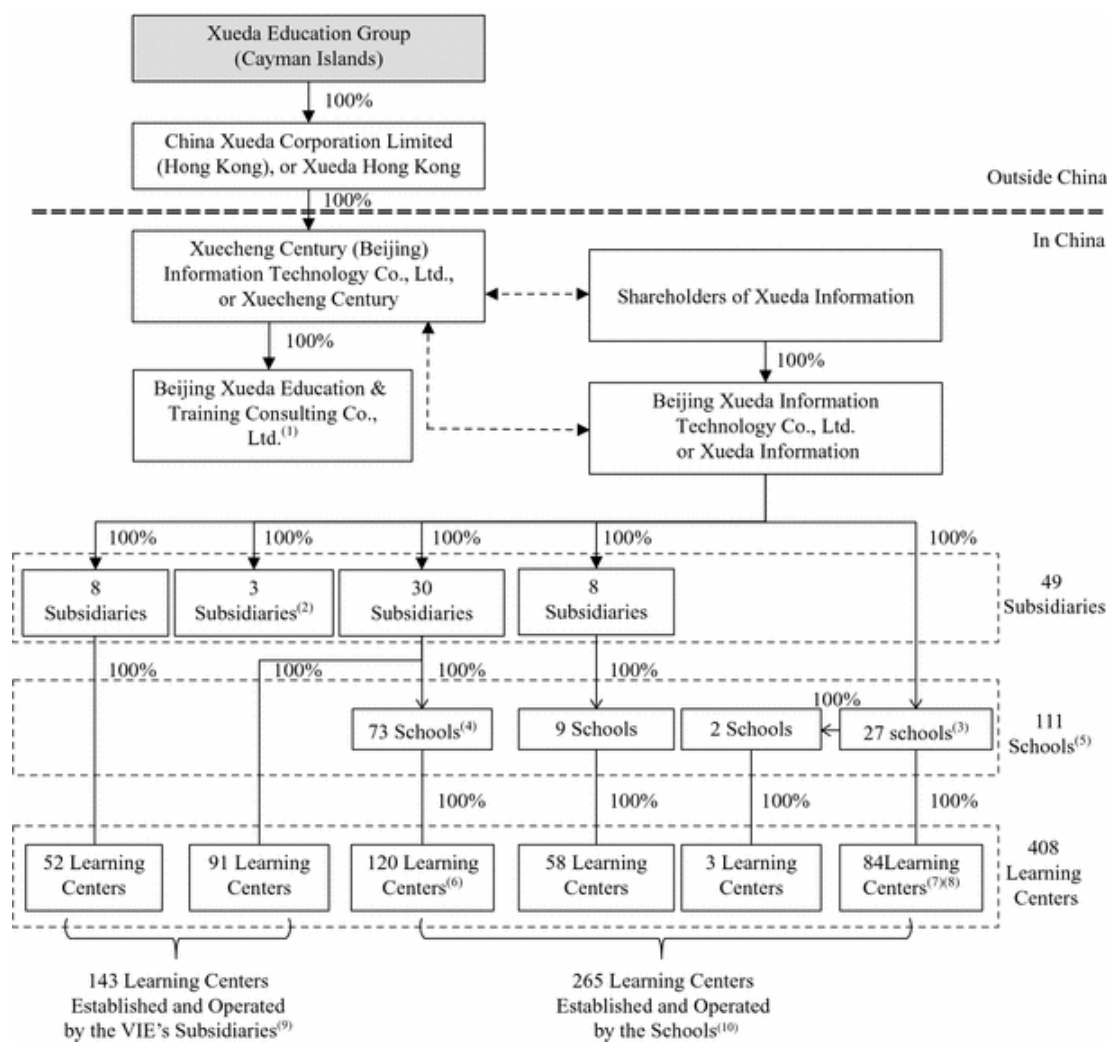 Xueda Education Group
(Cayman Islands)
100%
China Xueda Corporation Limited
(Hong Kong), or Xueda Hong Kong
Outside China
100%
In China
Xuecheng Century (Beijing)
Information Technology Co., Ltd.,
or Xuecheng Century
Shareholders of Xueda Information
100%
100%
Beijing Xueda Education &
Training Consulting Co.,
Ltd.(1)
Beijing Xueda Information
Technology Co., Ltd.
or Xueda Information
100%
100%
100%
100%
100%
8
Subsidiaries
3
Subsidiaries(2)
30
Subsidiaries
8
Subsidiaries
49
Subsidiaries
100%
100%
100%
100%
100%
73 Schools(4)
9 Schools
2 Schools
27 schools(3)
111
Schools(5)
100%
100%
100%
100%
52 Learning
Centers
91 Learning
Centers
120 Learning
Centers(6)
58 Learning
Centers
3 Learning
Centers
84Learning
Centers(7)(8)
408
Learning
Centers
143 Learning Centers
Established and Operated
by the VIE's Subsidiaries(9)
265 Learning Centers
Established and Operated
by the Schools(10)